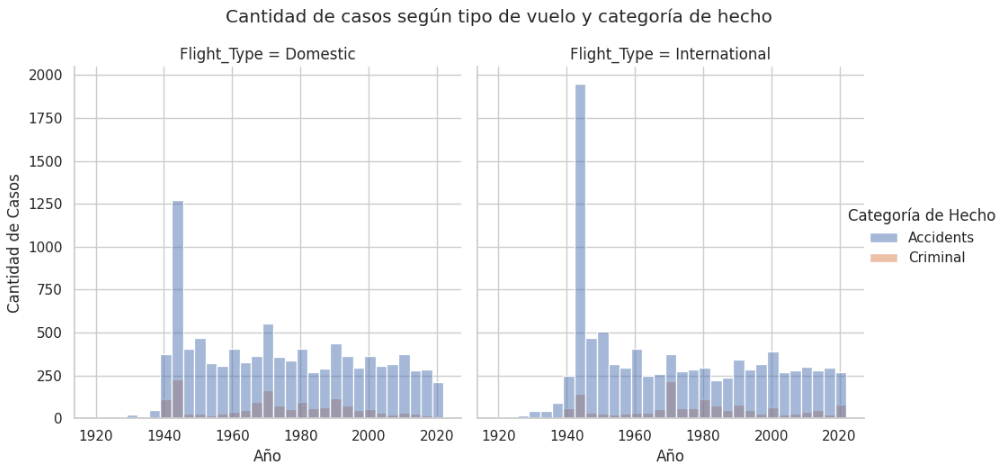 Cantidad de casos según tipo de vuelo y categoría de hecho
Flight_Type = Domestic
Flight_Type = International
2000
1750
1500
1250
1000
750
500
250
0
Cantidad de Casos
1920 1940 1960 1980 2000 2020
1920 1940 1960 1980 2000 2020
Año
Año
Categoría de Hecho
Accidents
Criminal